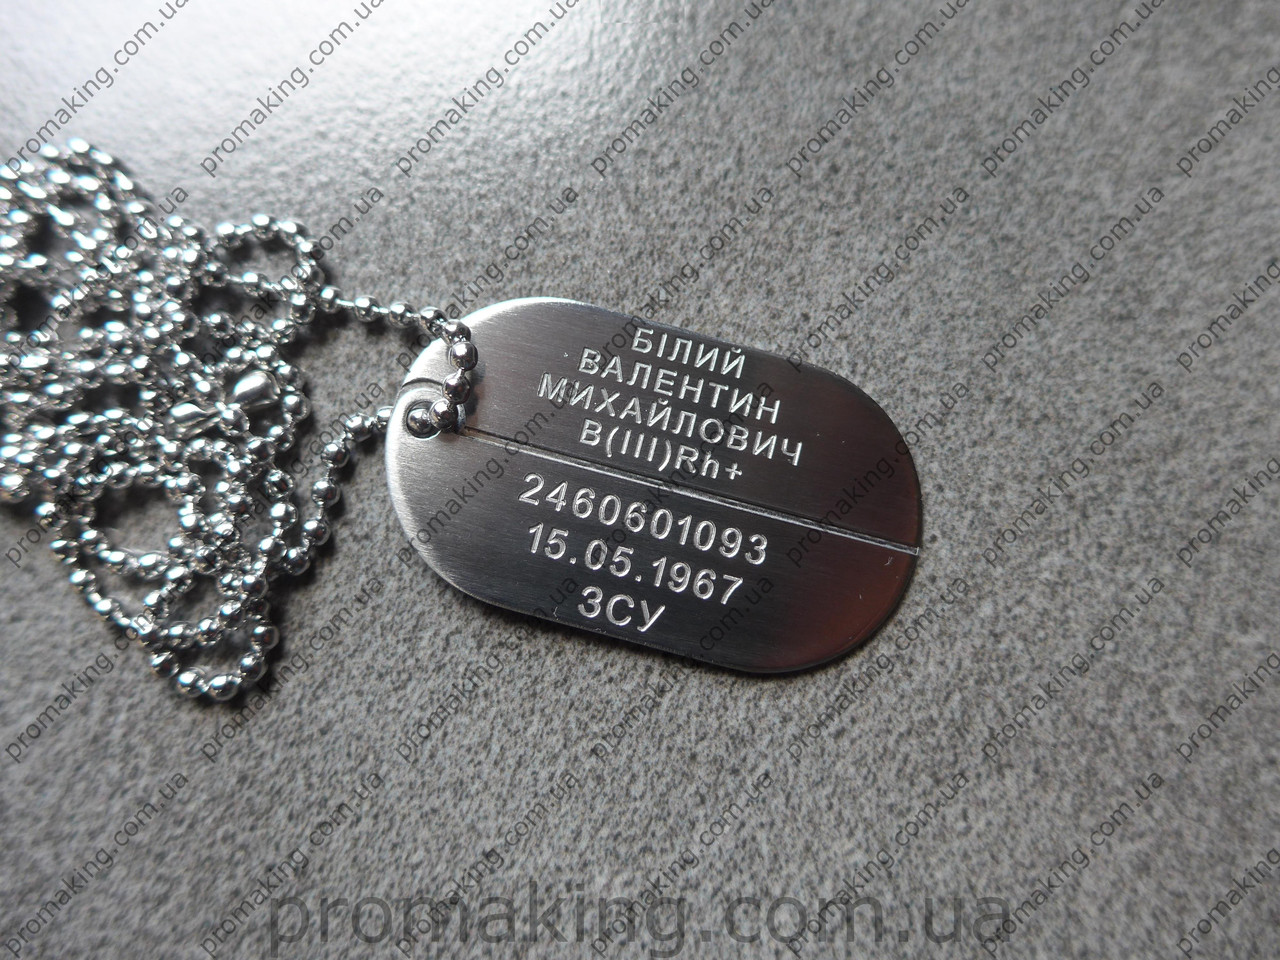 БІЛИЙ
ВАЛЕНТИН
МИХАЙЛОВИЧ
B(III)Rh+
2460601093
15.05.1967
ЗСУ
promaking.com.ua